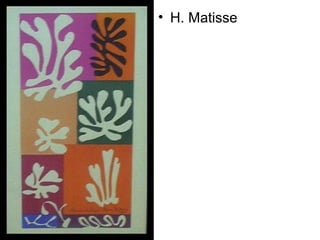 • H. Matisse